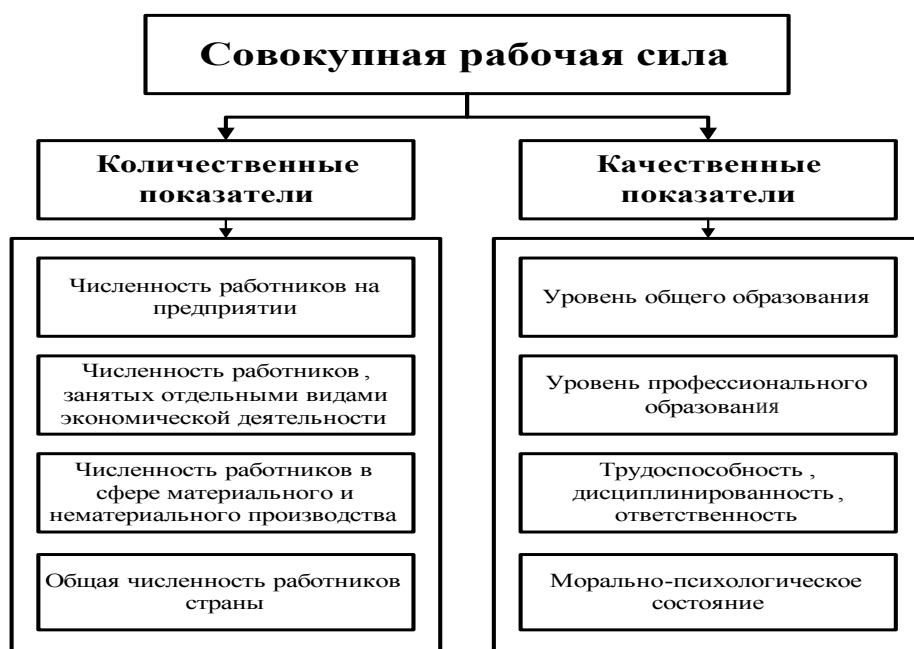 Совокупная рабочая сила
Количественные
показатели
Численность работников на
предприятии
Численность работников ,
занятых отдельными видами
экономической деятельности
Численность работников в
сфере материального и
нематериального производства
Общая численность работников
страны
Качественные
показатели
Уровень общего образования
Уровень профессионального
образования
Трудоспособность ,
дисциплинированность ,
ответственность
Морально-психологическое
состояние